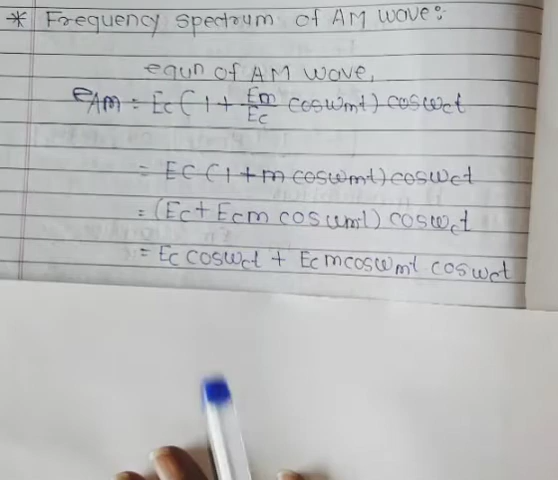 * Frequency spectrum of AM wave:
equn of AM wave,
eAM = Ec (1 + Em/Ec coswmt) coswct
= Ec (1 + m coswmt) coswct
= (Ec + Ecm coswmt) coswct
= Ec coswct + Ecm coswmt coswct